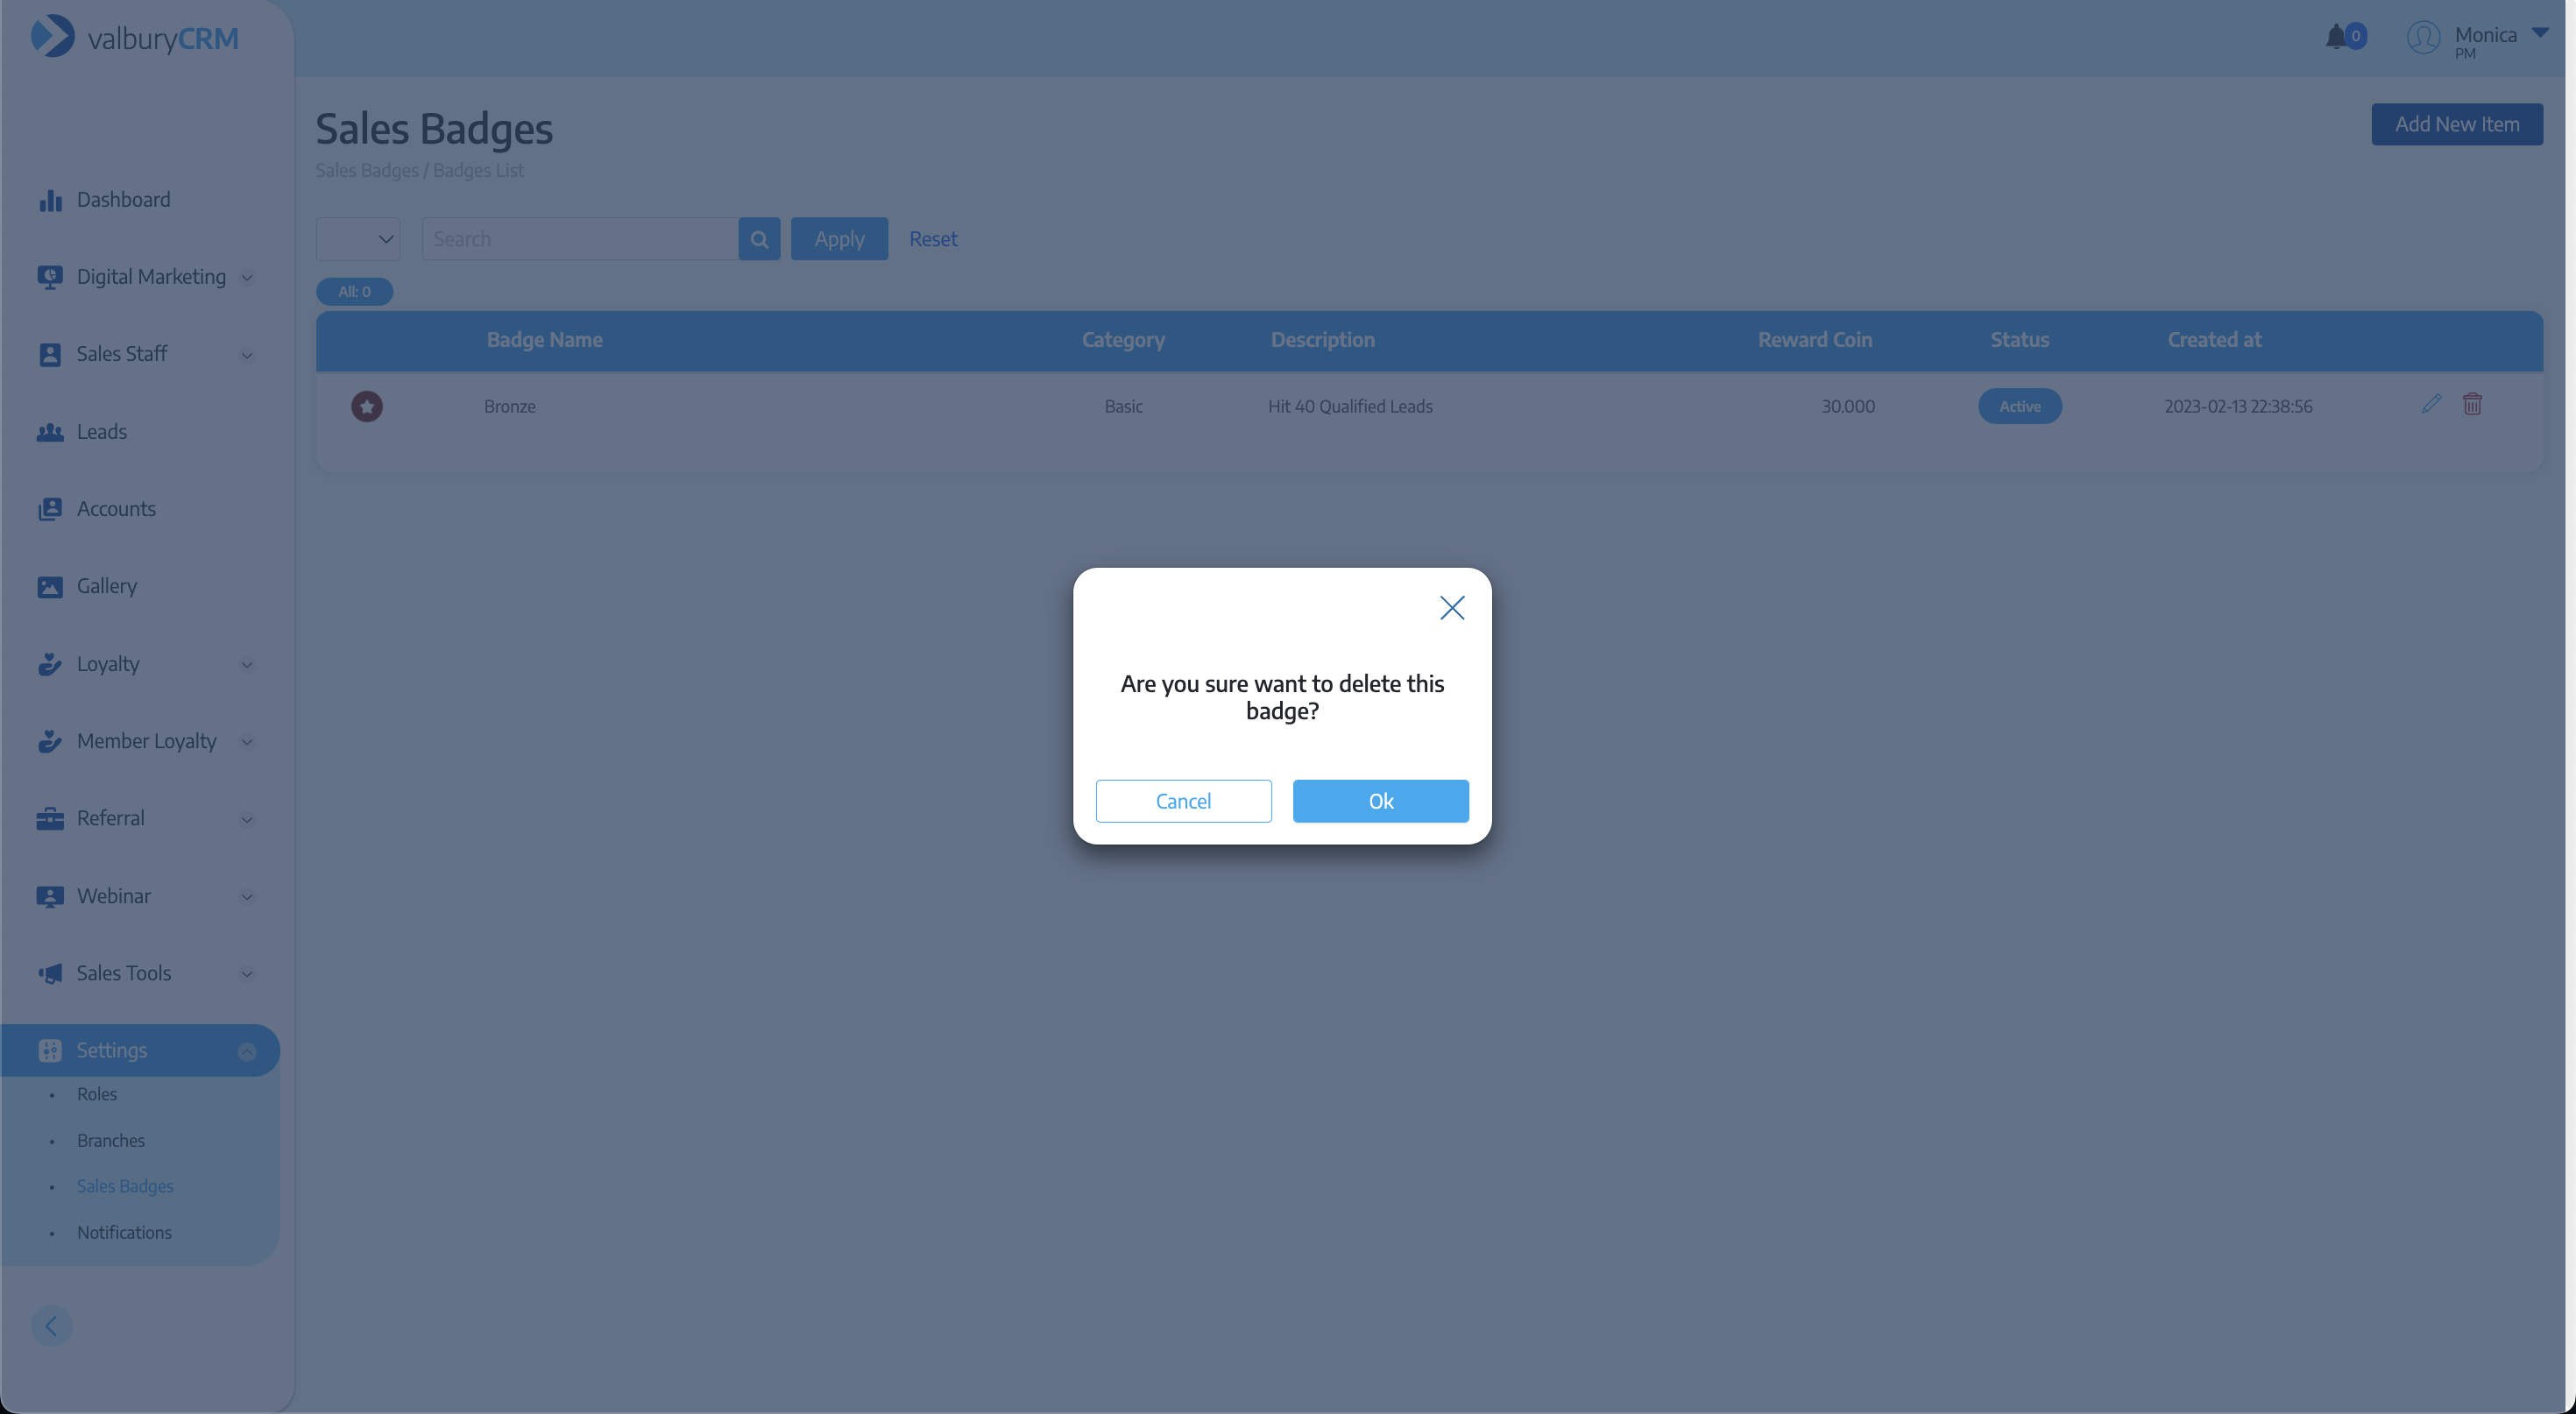 valburyCRM
0
Monica
PM
Sales Badges
Add New Item
Sales Badges / Badges List
Dashboard
Search
Apply
Reset
Digital Marketing
All: 0
Badge Name
Category
Description
Reward Coin
Status
Created at
Sales Staff
Bronze
Basic
Hit 40 Qualified Leads
30.000
Active
2023-02-13 22:38:56
Leads
Accounts
Gallery
Loyalty
Member Loyalty
Referral
Webinar
Sales Tools
Settings
Roles
Branches
Sales Badges
Notifications
Are you sure want to delete this
badge?
Cancel
Ok